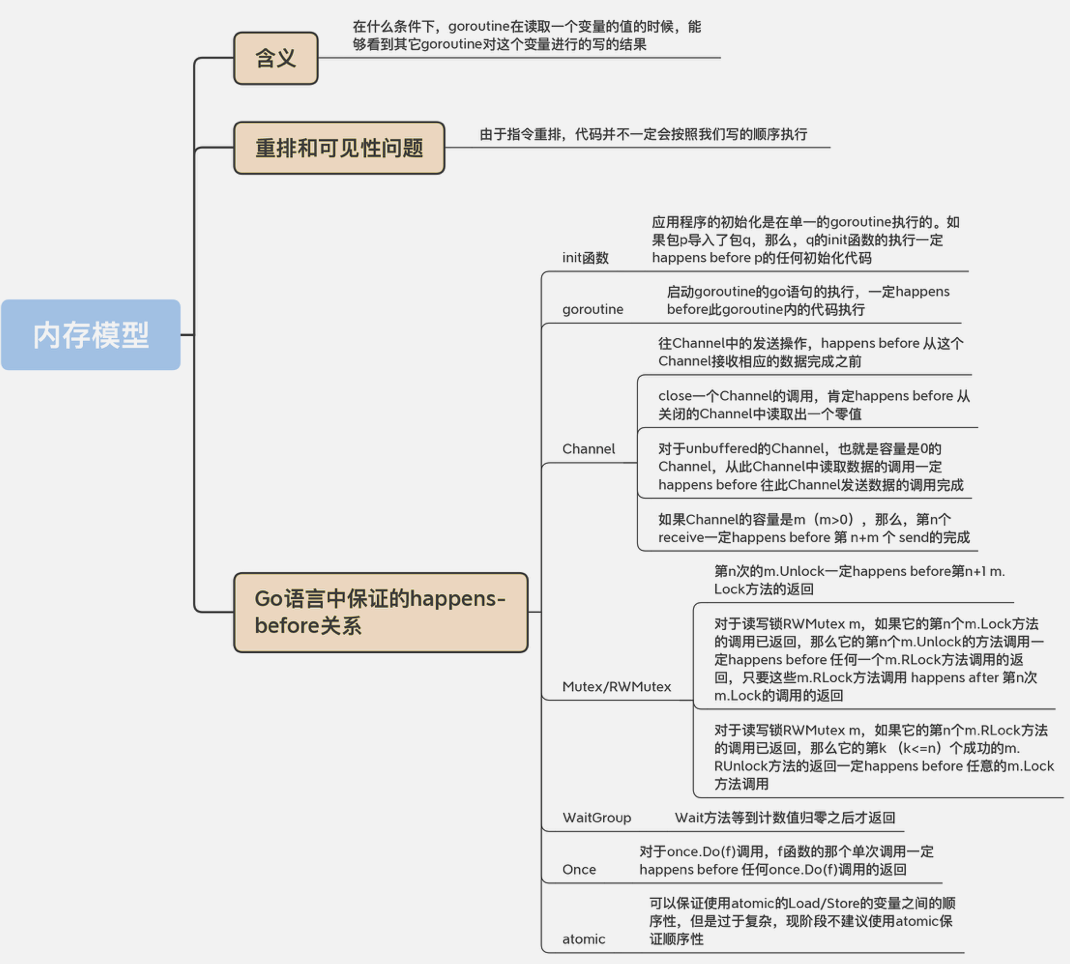 内存模型
含义
在什么条件下，goroutine在读取一个变量的值的时候，能
够看到其它goroutine对这个变量进行的写的结果
重排和可见性问题
由于指令重排，代码并不一定会按照我们写的顺序执行
Go语言中保证的happens-
before关系
init函数
应用程序的初始化是在单一的goroutine执行的。如
果包p导入了包q，那么，q的init函数的执行一定
happens before p的任何初始化代码
goroutine
启动goroutine的go语句的执行，一定happens
before此goroutine内的代码执行
Channel
往Channel中的发送操作，happens before 从这个
Channel接收相应的数据完成之前
close一个Channel的调用，肯定happens before 从
关闭的Channel中读取出一个零值
对于unbuffered的Channel，也就是容量是0的
Channel，从此Channel中读取数据的调用一定
happens before 往此Channel发送数据的调用完成
如果Channel的容量是m（m>0），那么，第n个
receive一定happens before 第 n+m 个 send的完成
Mutex/RWMutex
第n次的m.Unlock一定happens before第n+1 m.
Lock方法的返回
对于读写锁RWMutex m，如果它的第n个m.Lock方法
的调用已返回，那么它的第n个m.Unlock的方法调用一
定happens before 任何一个m.RLock方法调用的返
回，只要这些m.RLock方法调用 happens after 第n次
m.Lock的调用的返回
对于读写锁RWMutex m，如果它的第n个m.RLock方法
的调用已返回，那么它的第k （k<=n）个成功的m.
RUnlock方法的返回一定happens before 任意的m.Lock
方法调用
WaitGroup
Wait方法等到计数值归零之后才返回
Once
对于once.Do(f)调用，f函数的那个单次调用一定
happens before 任何once.Do(f)调用的返回
atomic
可以保证使用atomic的Load/Store的变量之间的顺
序性，但是过于复杂，现阶段不建议使用atomic保
证顺序性